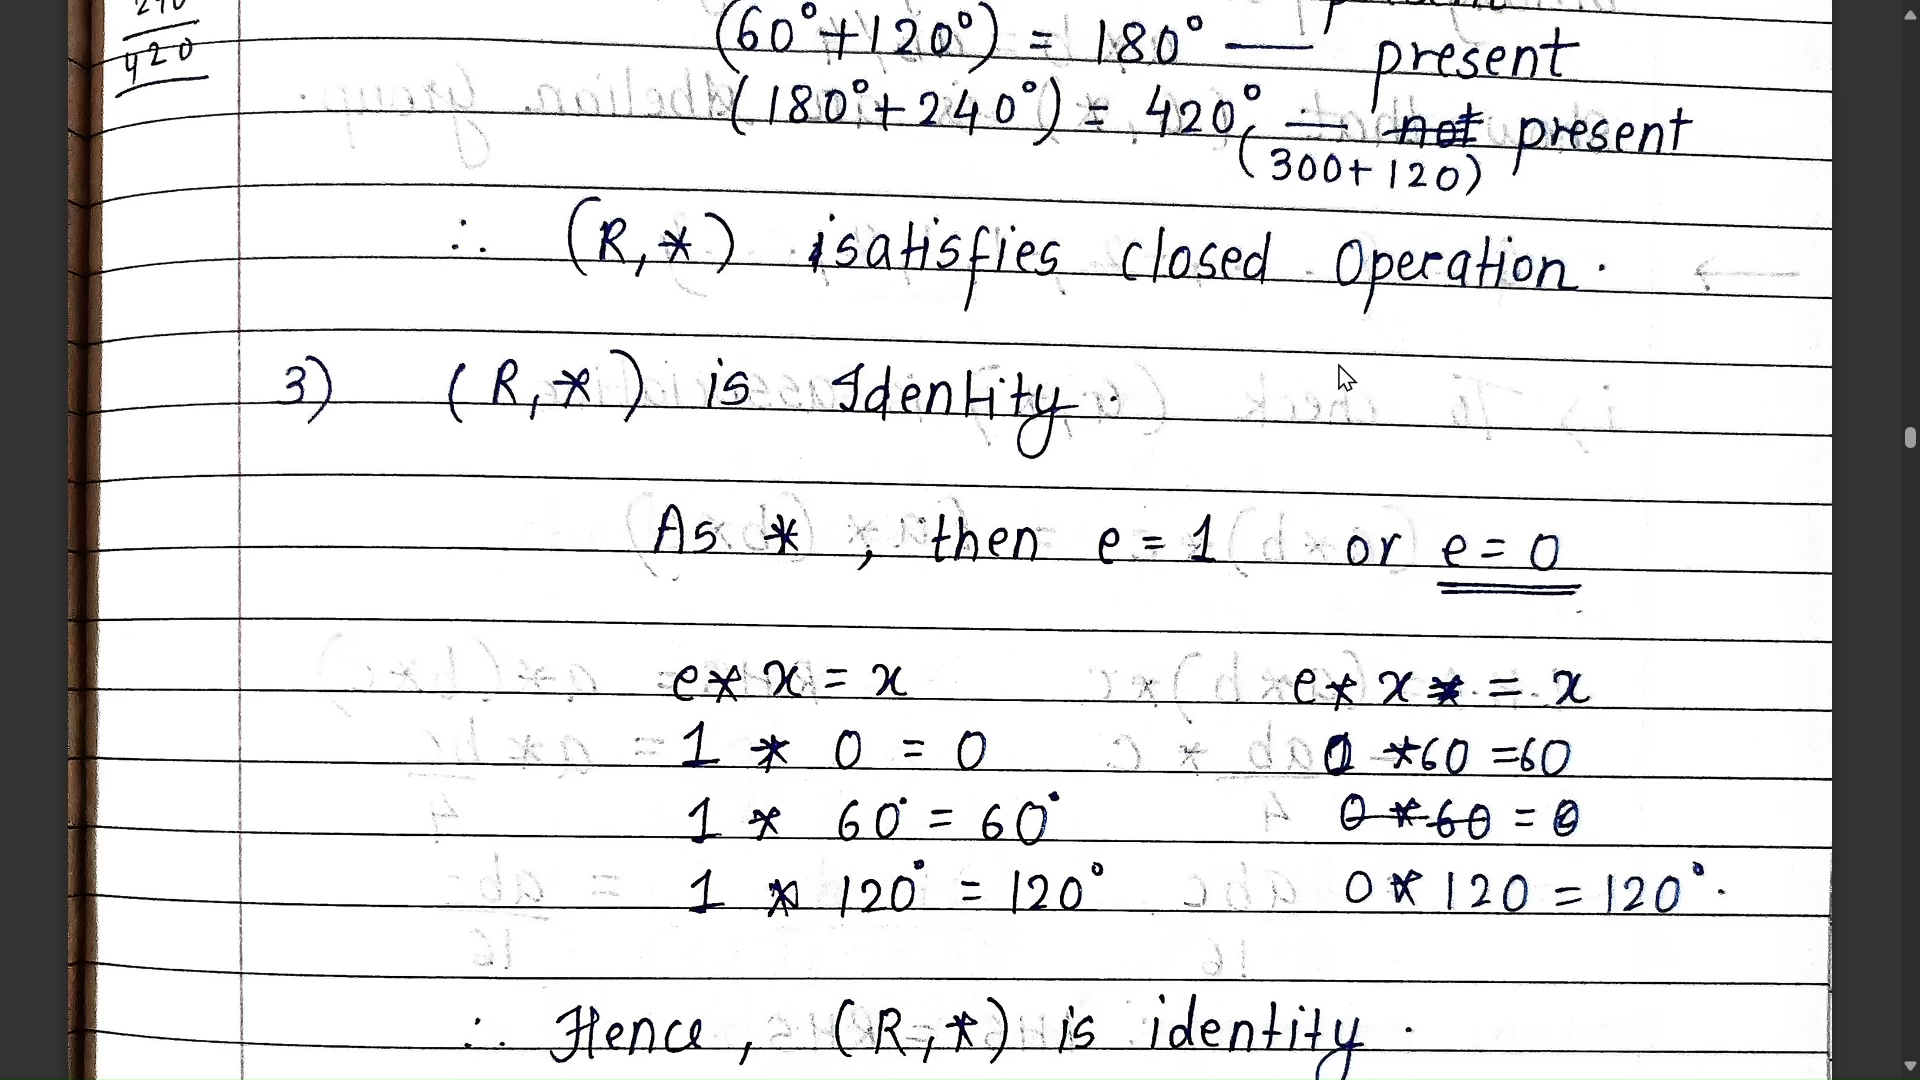 420
(60°+120°) = 180° — present
(180°+240°) = 420° — not present
(300+120)
∴ (R,*) satisfies closed Operation.
3) (R,*) is Identity.
As *, then e = 1 or e = 0
e * x = x e * x = x
1 * 0 = 0 0 * 60 = 60
1 * 60° = 60° 0 * 60 = 0
1 * 120° = 120° 0 * 120 = 120°.
∴ Hence, (R,*) is identity.